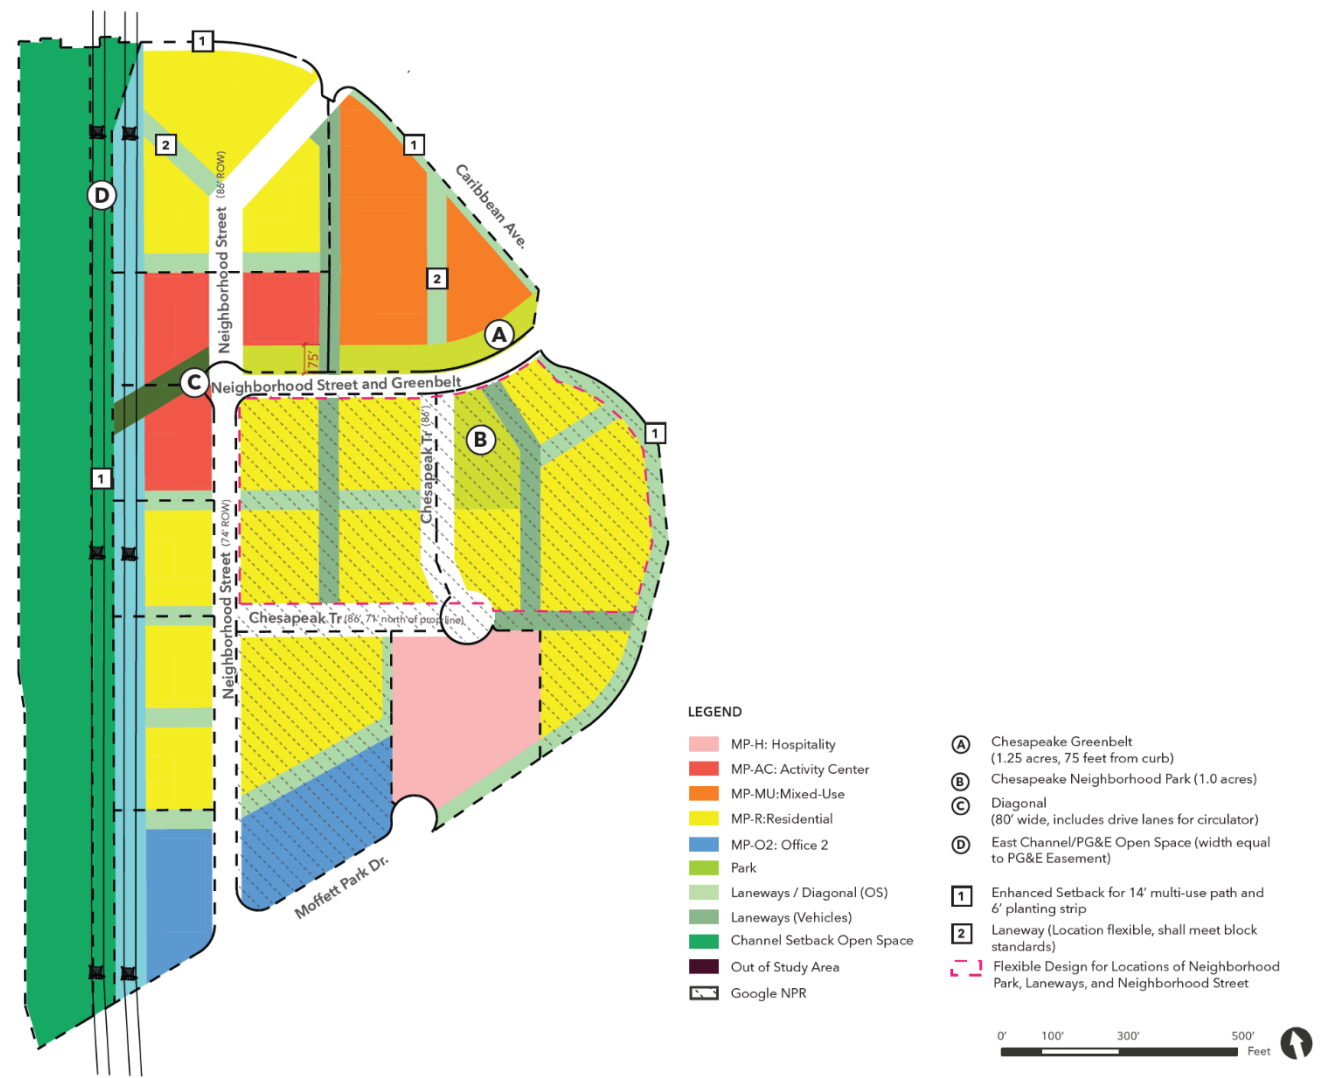 1
1
2
D
Neighborhood Street (86' ROW)
Caribbean Ave.
2
A
75'
C
Neighborhood Street and Greenbelt
Chesapeak Tr (86')
B
1
1
Neighborhood Street (74' ROW)
Chesapeak Tr (86', 71' north of prop line)
Moffett Park Dr.
LEGEND
MP-H: Hospitality
MP-AC: Activity Center
MP-MU:Mixed-Use
MP-R:Residential
MP-O2: Office 2
Park
Laneways / Diagonal (OS)
Laneways (Vehicles)
Channel Setback Open Space
Out of Study Area
Google NPR
A Chesapeake Greenbelt
(1.25 acres, 75 feet from curb)
B Chesapeake Neighborhood Park (1.0 acres)
C Diagonal
(80' wide, includes drive lanes for circulator)
D East Channel/PG&E Open Space (width equal
to PG&E Easement)
1 Enhanced Setback for 14' multi-use path and
6' planting strip
2 Laneway (Location flexible, shall meet block
standards)
Flexible Design for Locations of Neighborhood
Park, Laneways, and Neighborhood Street
0' 100' 300' 500'
Feet